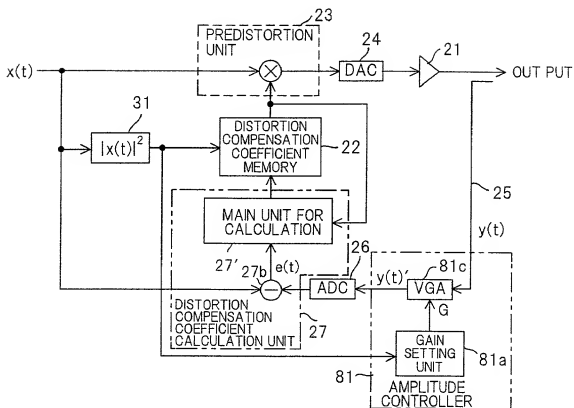 23
PREDISTORTION
UNIT
24
21
x(t)
DAC
OUT PUT
31
|x(t)|²
DISTORTION
COMPENSATION
COEFFICIENT
MEMORY
22
25
MAIN UNIT FOR
CALCULATION
27'
27b
e(t)
26
y(t)
y(t)'
81c
ADC
VGA
G
DISTORTION
COMPENSATION
COEFFICIENT
CALCULATION UNIT
27
GAIN
SETTING
UNIT
81a
81
AMPLITUDE
CONTROLLER